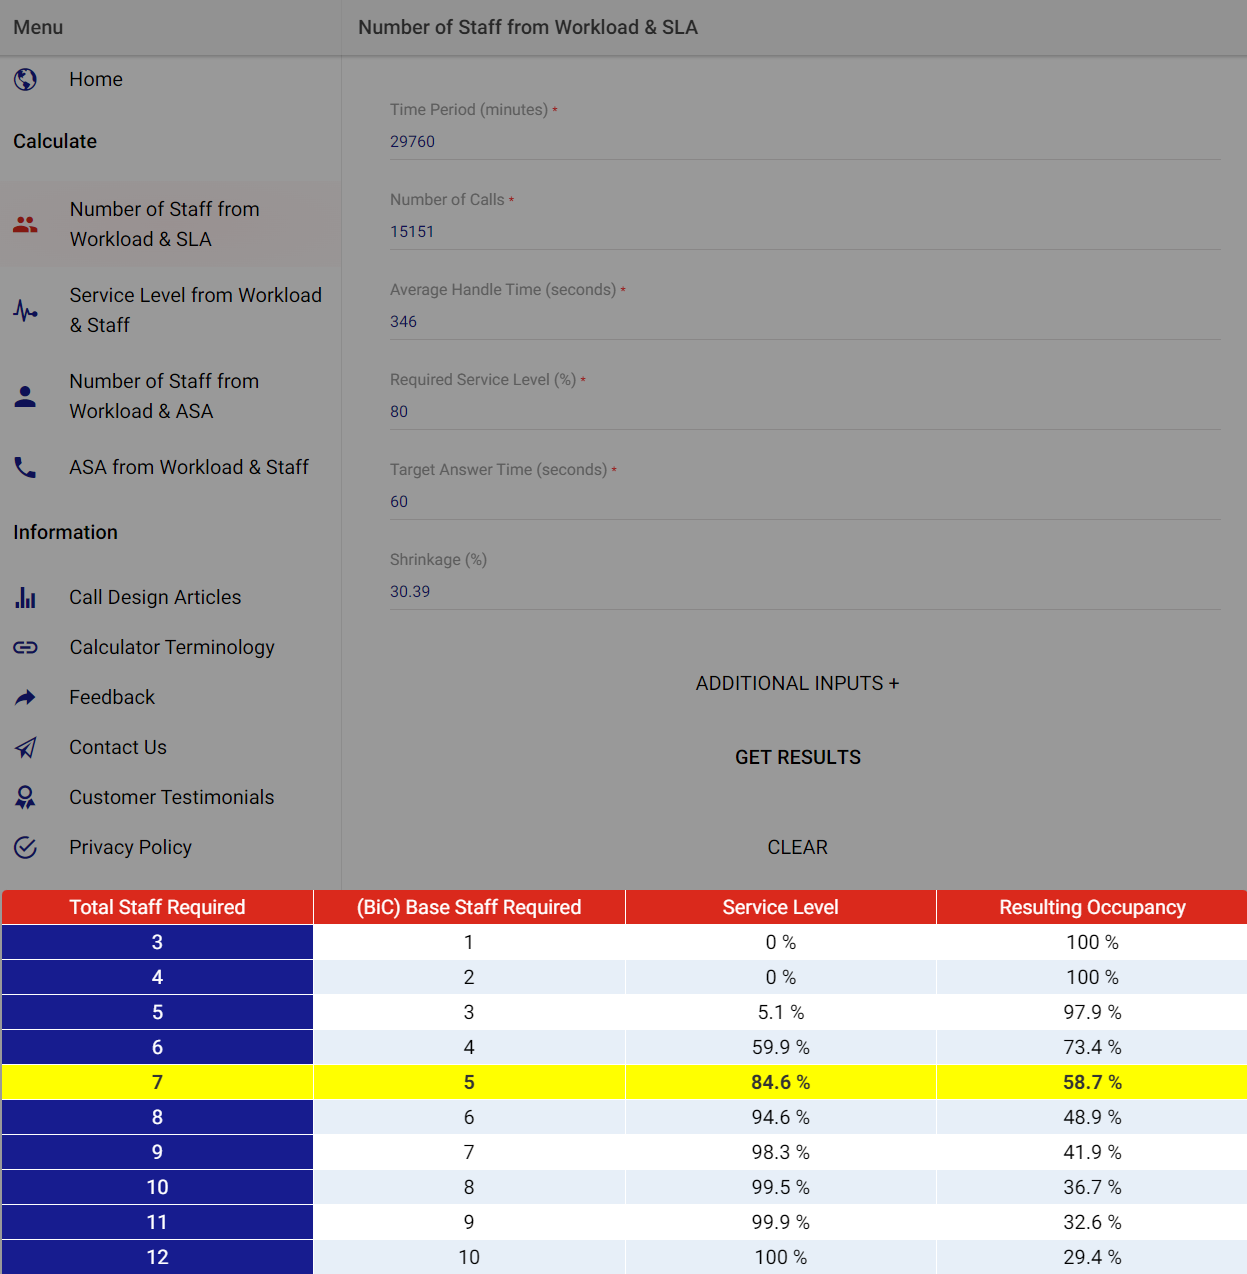 Menu
Number of Staff from Workload & SLA
Home
Calculate
Number of Staff from
Workload & SLA
Service Level from Workload
& Staff
Number of Staff from
Workload & ASA
ASA from Workload & Staff
Information
Call Design Articles
Calculator Terminology
Feedback
Contact Us
Customer Testimonials
Privacy Policy
Time Period (minutes) *
29760
Number of Calls *
15151
Average Handle Time (seconds) *
346
Required Service Level (%) *
80
Target Answer Time (seconds) *
60
Shrinkage (%)
30.39
ADDITIONAL INPUTS +
GET RESULTS
CLEAR
Total Staff Required (BiC) Base Staff Required Service Level Resulting Occupancy
3 1 0 % 100 %
4 2 0 % 100 %
5 3 5.1 % 97.9 %
6 4 59.9 % 73.4 %
7 5 84.6 % 58.7 %
8 6 94.6 % 48.9 %
9 7 98.3 % 41.9 %
10 8 99.5 % 36.7 %
11 9 99.9 % 32.6 %
12 10 100 % 29.4 %